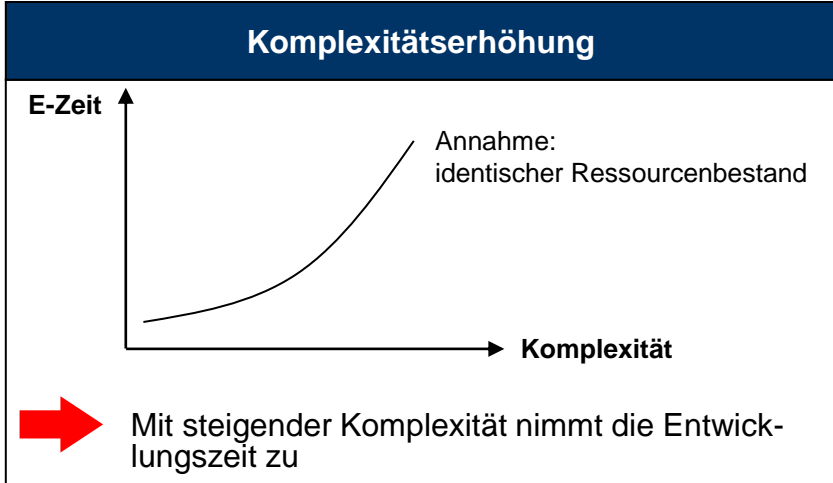 Komplexitätserhöhung
E-Zeit
Annahme:
identischer Ressourcenbestand
Komplexität
Mit steigender Komplexität nimmt die Entwick-
lungszeit zu